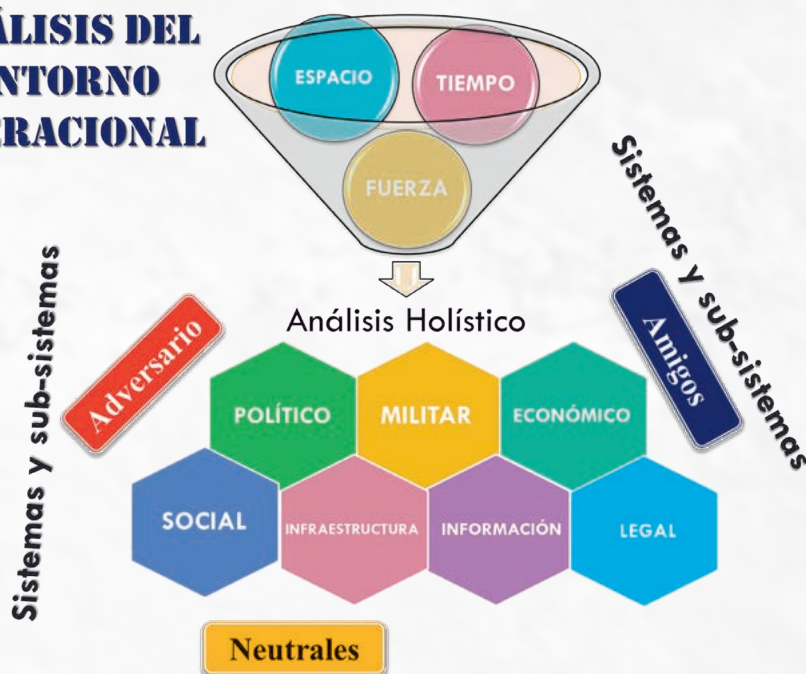 ÁLISIS DEL
NTORNO
ERACIONAL
ESPACIO
TIEMPO
FUERZA
Análisis Holístico
Sistemas y sub-sistemas
Adversario
Amigos
Sistemas y sub-sistemas
POLÍTICO
MILITAR
ECONÓMICO
SOCIAL
INFRAESTRUCTURA
INFORMACIÓN
LEGAL
Neutrales